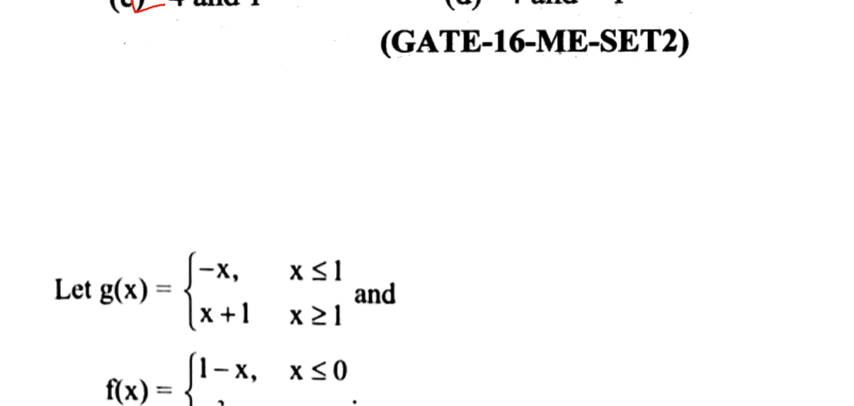 (GATE-16-ME-SET2)
Let g(x) = { -x, x ≤ 1
x + 1 x ≥ 1 and
f(x) = { 1 - x, x ≤ 0